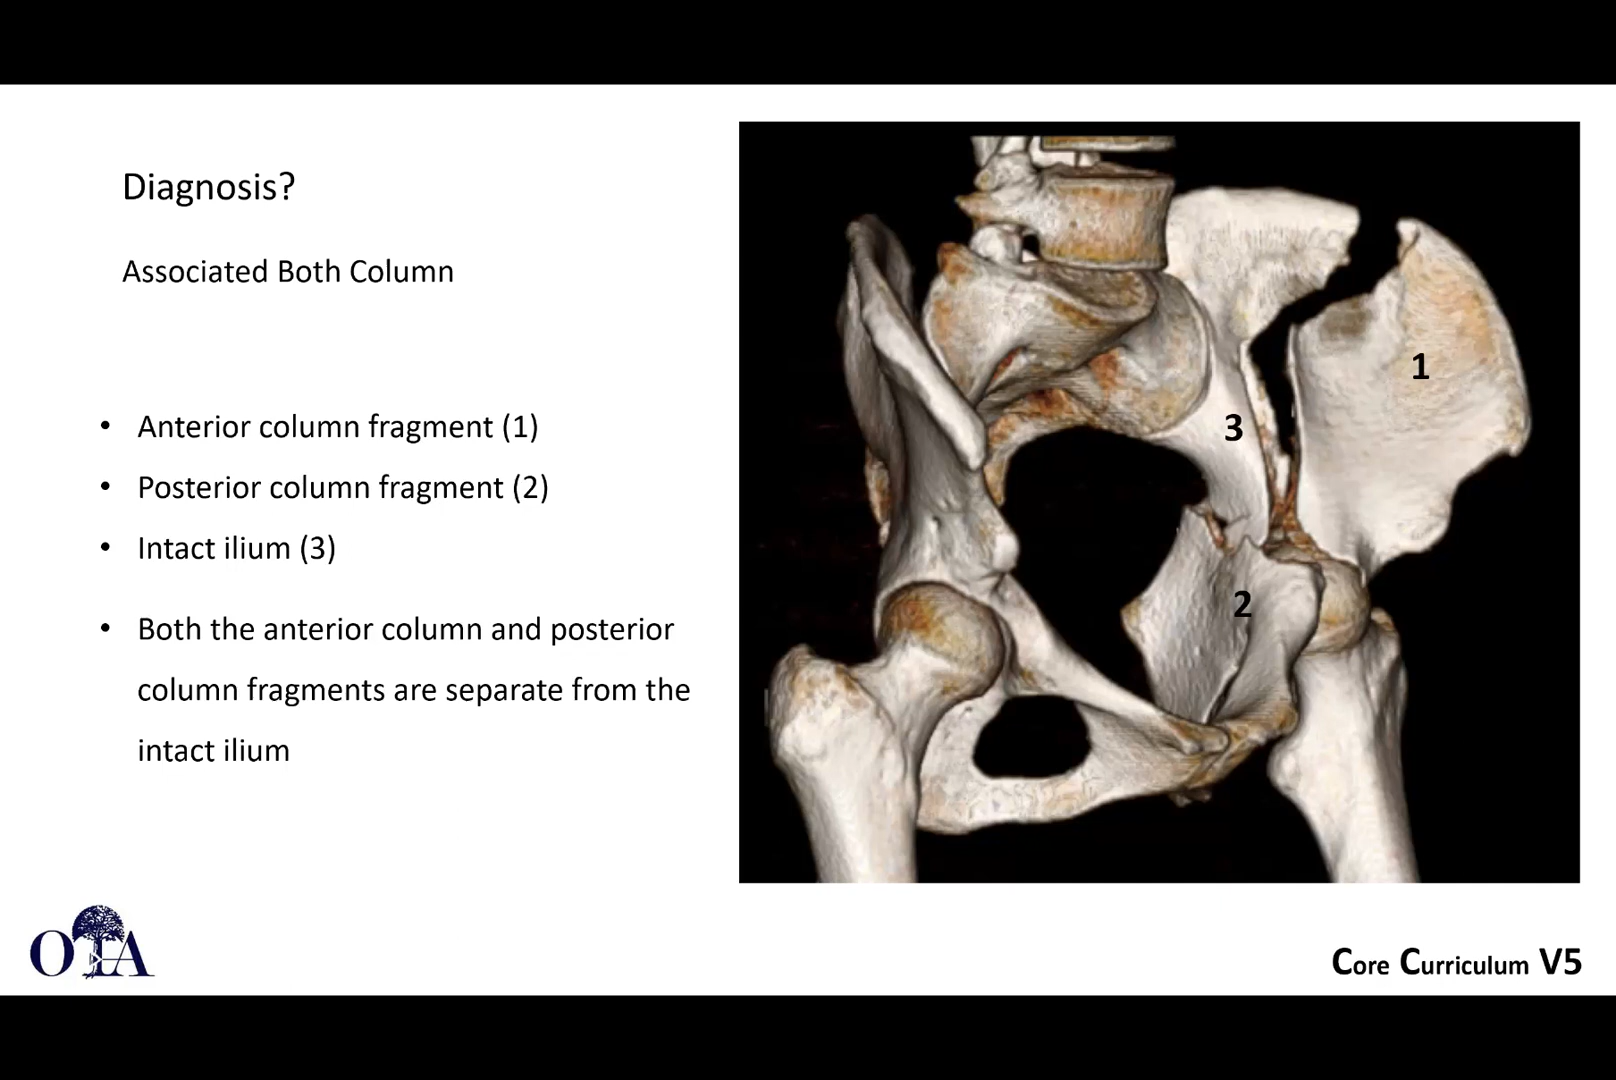 Diagnosis?
Associated Both Column
• Anterior column fragment (1)
• Posterior column fragment (2)
• Intact ilium (3)
• Both the anterior column and posterior
column fragments are separate from the
intact ilium
1
3
2
OTA
Core Curriculum V5